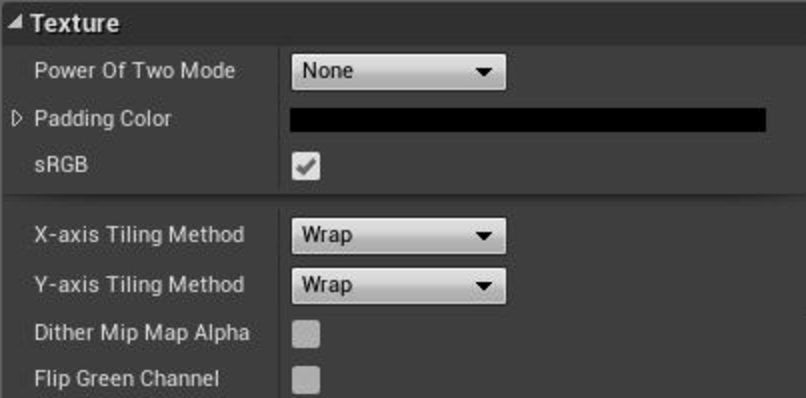 Texture
Power Of Two Mode None
Padding Color
sRGB
X-axis Tiling Method Wrap
Y-axis Tiling Method Wrap
Dither Mip Map Alpha
Flip Green Channel